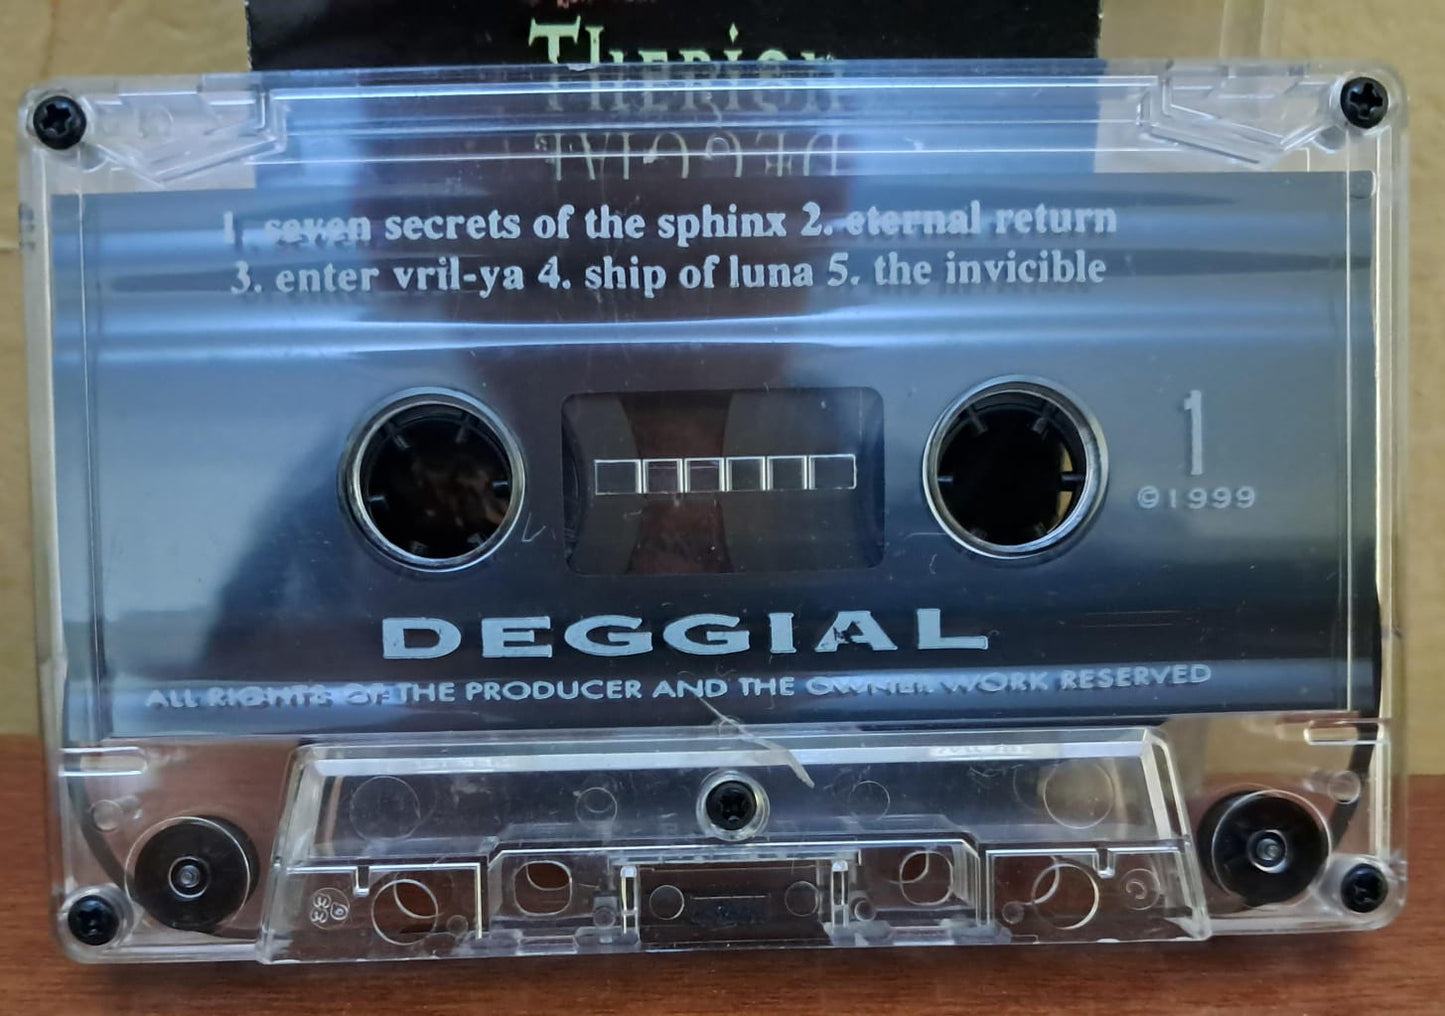 Therion
DEGGIAL
1. seven secrets of the sphinx 2. eternal return
3. enter vril-ya 4. ship of luna 5. the invicible
1
©1999
DEGGIAL
ALL RIGHTS OF THE PRODUCER AND THE OWNER WORK RESERVED